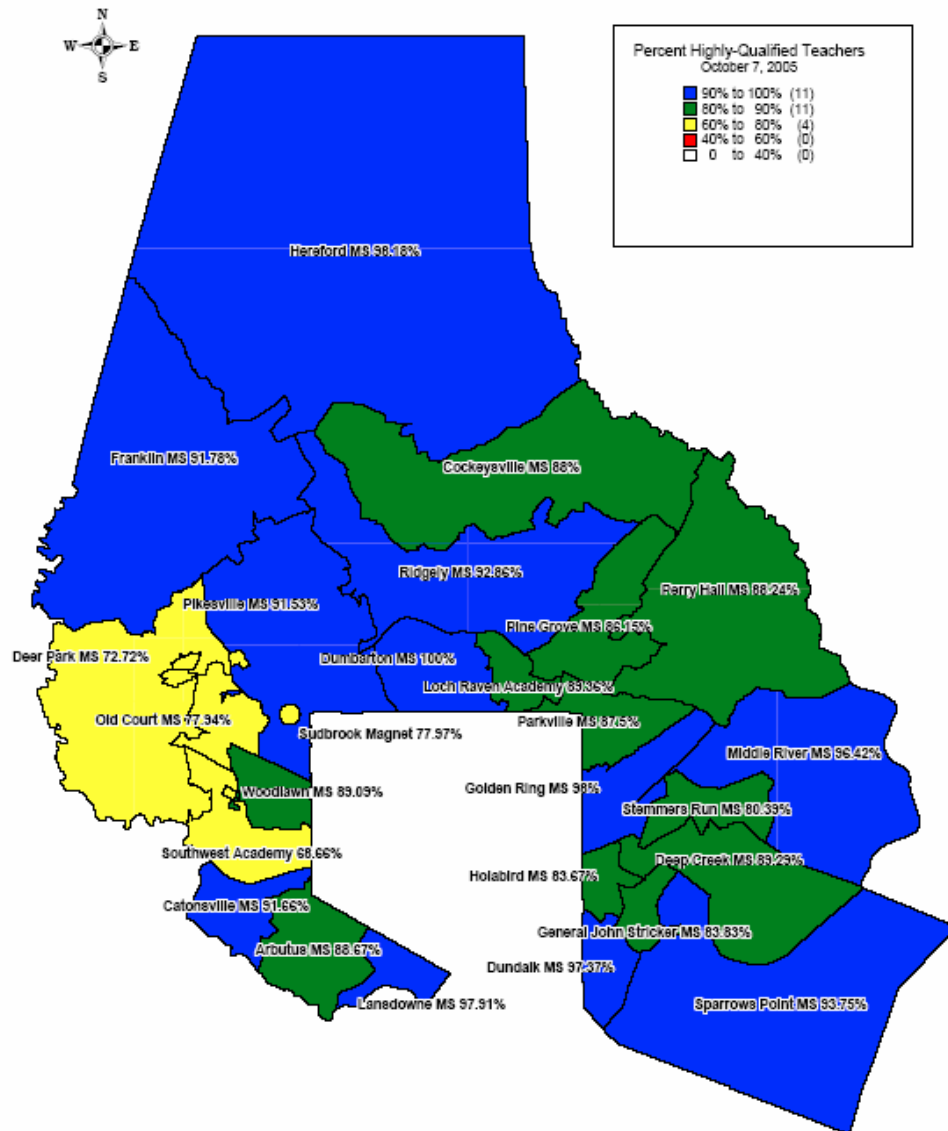 N
W E
S
Percent Highly-Qualified Teachers
October 7, 2005
90% to 100% (11)
80% to 90% (11)
60% to 80% (4)
40% to 60% (0)
0 to 40% (0)
Hereford MS 98.18%
Franklin MS 91.78%
Cockeysville MS 88%
Ridgely MS 92.86%
Perry Hall MS 88.24%
Pikesville MS 91.53%
Pine Grove MS 86.15%
Deer Park MS 72.72%
Dumbarton MS 100%
Loch Raven Academy 89.36%
Old Court MS 77.94%
Parkville MS 87.5%
Sudbrook Magnet 77.97%
Middle River MS 96.42%
Woodlawn MS 89.09%
Golden Ring MS 98%
Stemmers Run MS 80.39%
Southwest Academy 68.66%
Deep Creek MS 89.29%
Holabird MS 83.67%
Catonsville MS 91.66%
General John Stricker MS 83.83%
Arbutus MS 88.67%
Dundalk MS 97.37%
Lansdowne MS 97.91%
Sparrows Point MS 93.75%